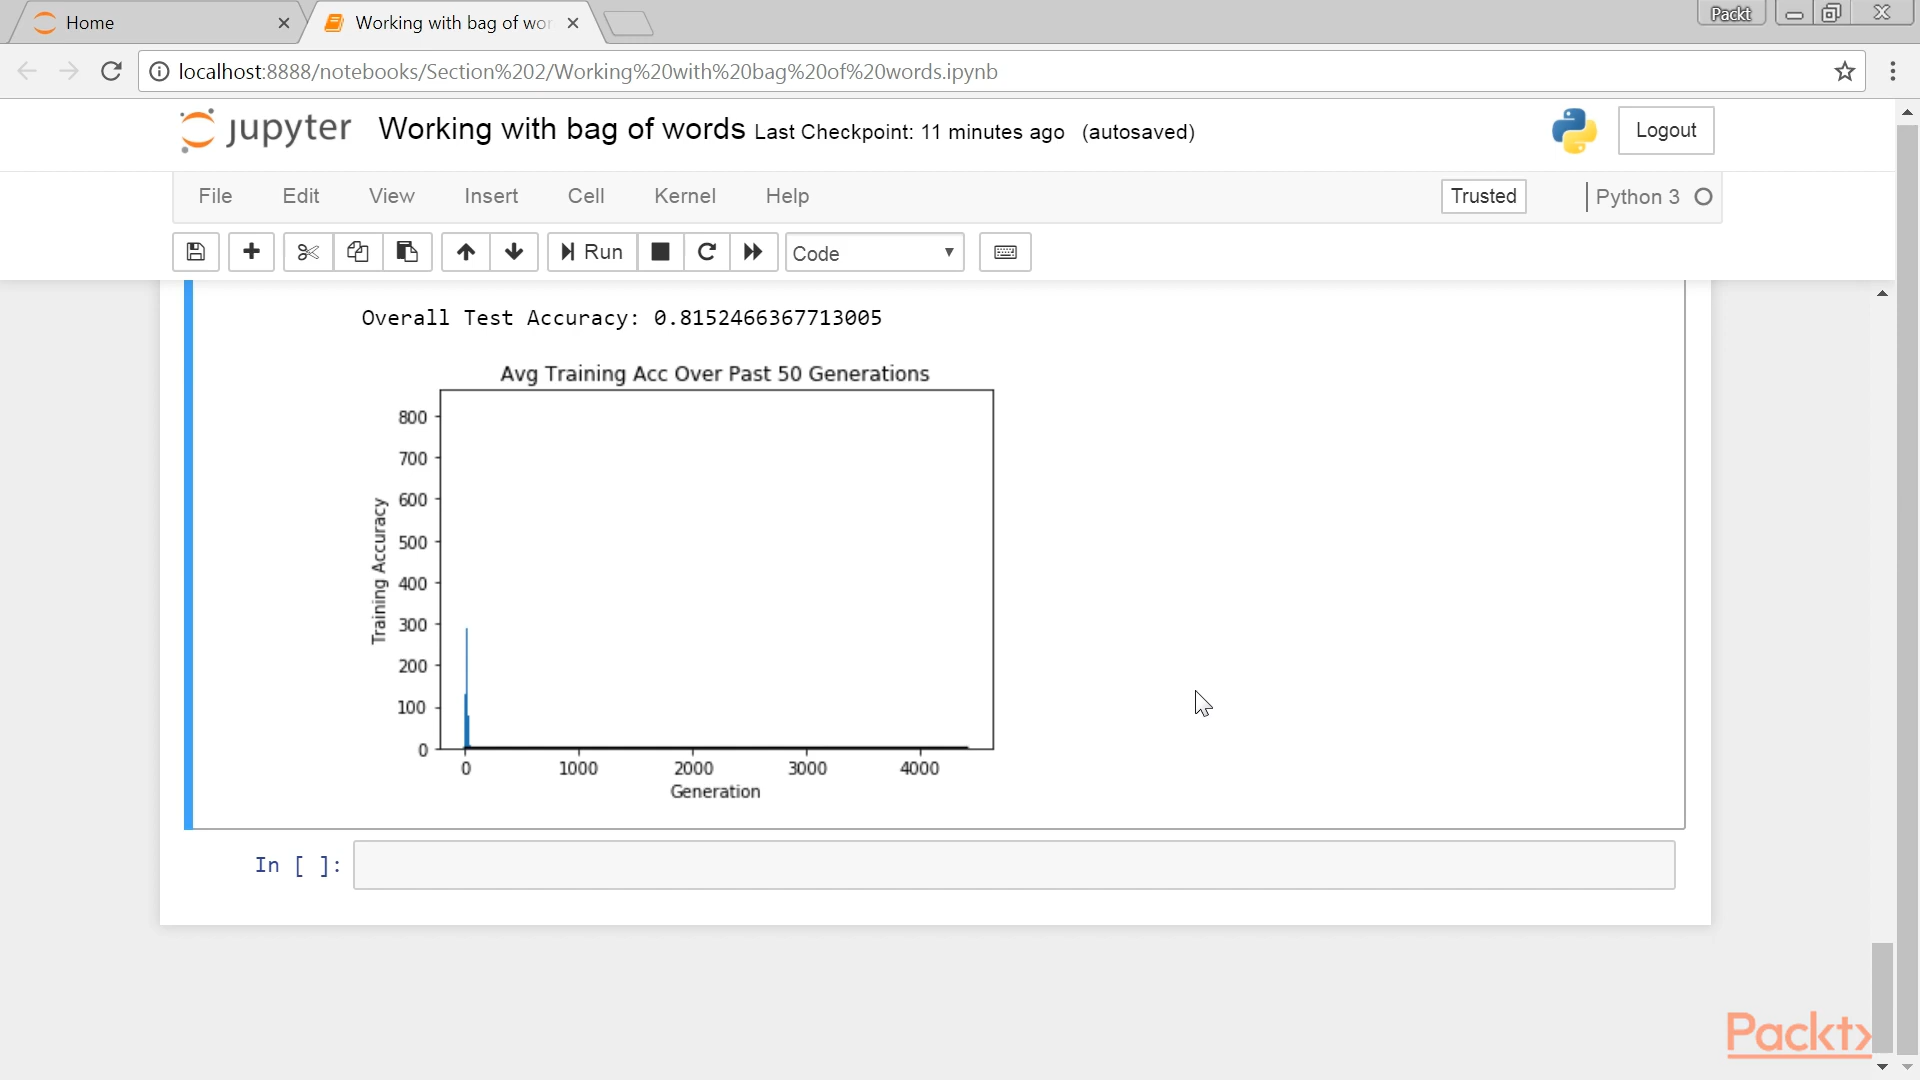 Home
Working with bag of wor
Packt
localhost:8888/notebooks/Section%202/Working%20with%20bag%20of%20words.ipynb
jupyter Working with bag of words Last Checkpoint: 11 minutes ago (autosaved)
Logout
File Edit View Insert Cell Kernel Help
Trusted
Python 3
Run
Code
Overall Test Accuracy: 0.8152466367713005
Avg Training Acc Over Past 50 Generations
800
700
600
500
400
300
200
100
0
Training Accuracy
0 1000 2000 3000 4000
Generation
In [ ]:
Packt